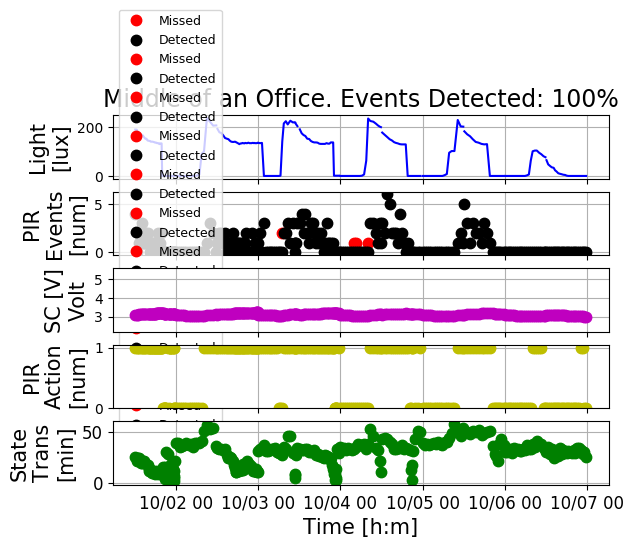 Missed
Detected
Missed
Detected
Missed
Detected
Missed
Detected
Missed
Detected
Missed
Detected
Missed
Middle of an Office. Events Detected: 100%
Light
[lux]
200
0
PIR
Events
[num]
5
0
SC [V]
Volt
5
4
3
PIR
Action
[num]
1
0
State
Trans
[min]
50
0
10/02 00 10/03 00 10/04 00 10/05 00 10/06 00 10/07 00
Time [h:m]